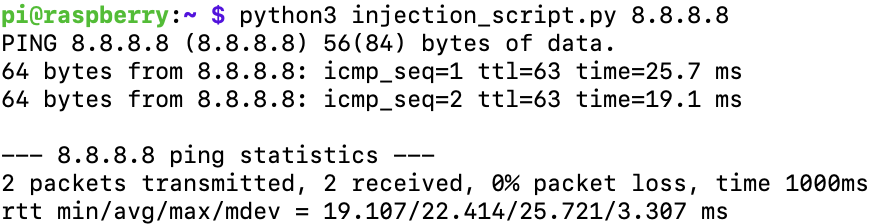 pi@raspberry:~ $ python3 injection_script.py 8.8.8.8
PING 8.8.8.8 (8.8.8.8) 56(84) bytes of data.
64 bytes from 8.8.8.8: icmp_seq=1 ttl=63 time=25.7 ms
64 bytes from 8.8.8.8: icmp_seq=2 ttl=63 time=19.1 ms

--- 8.8.8.8 ping statistics ---
2 packets transmitted, 2 received, 0% packet loss, time 1000ms
rtt min/avg/max/mdev = 19.107/22.414/25.721/3.307 ms